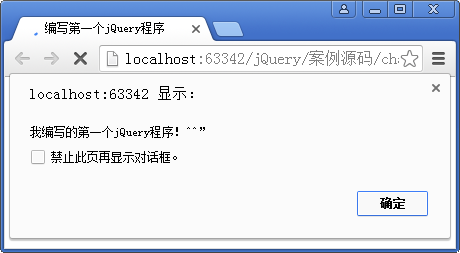 编写第一个jQuery程序
localhost:63342/jQuery/案例源码/cha
localhost:63342 显示:
我编写的第一个jQuery程序! ^^”
禁止此页再显示对话框。
确定